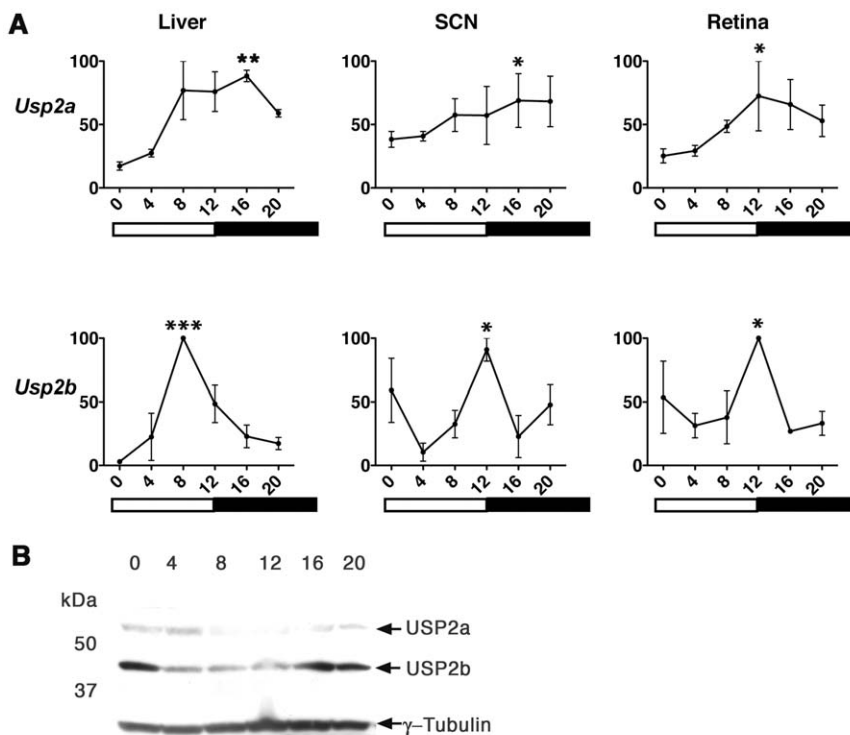 A
Liver SCN Retina
Usp2a
100 ** 100 * 100 *
50 50 50
0 0 0
0 4 8 12 16 20 0 4 8 12 16 20 0 4 8 12 16 20
Usp2b
100 *** 100 * 100 *
50 50 50
0 0 0
0 4 8 12 16 20 0 4 8 12 16 20 0 4 8 12 16 20
B
0 4 8 12 16 20
kDa
USP2a
50
USP2b
37
γ–Tubulin